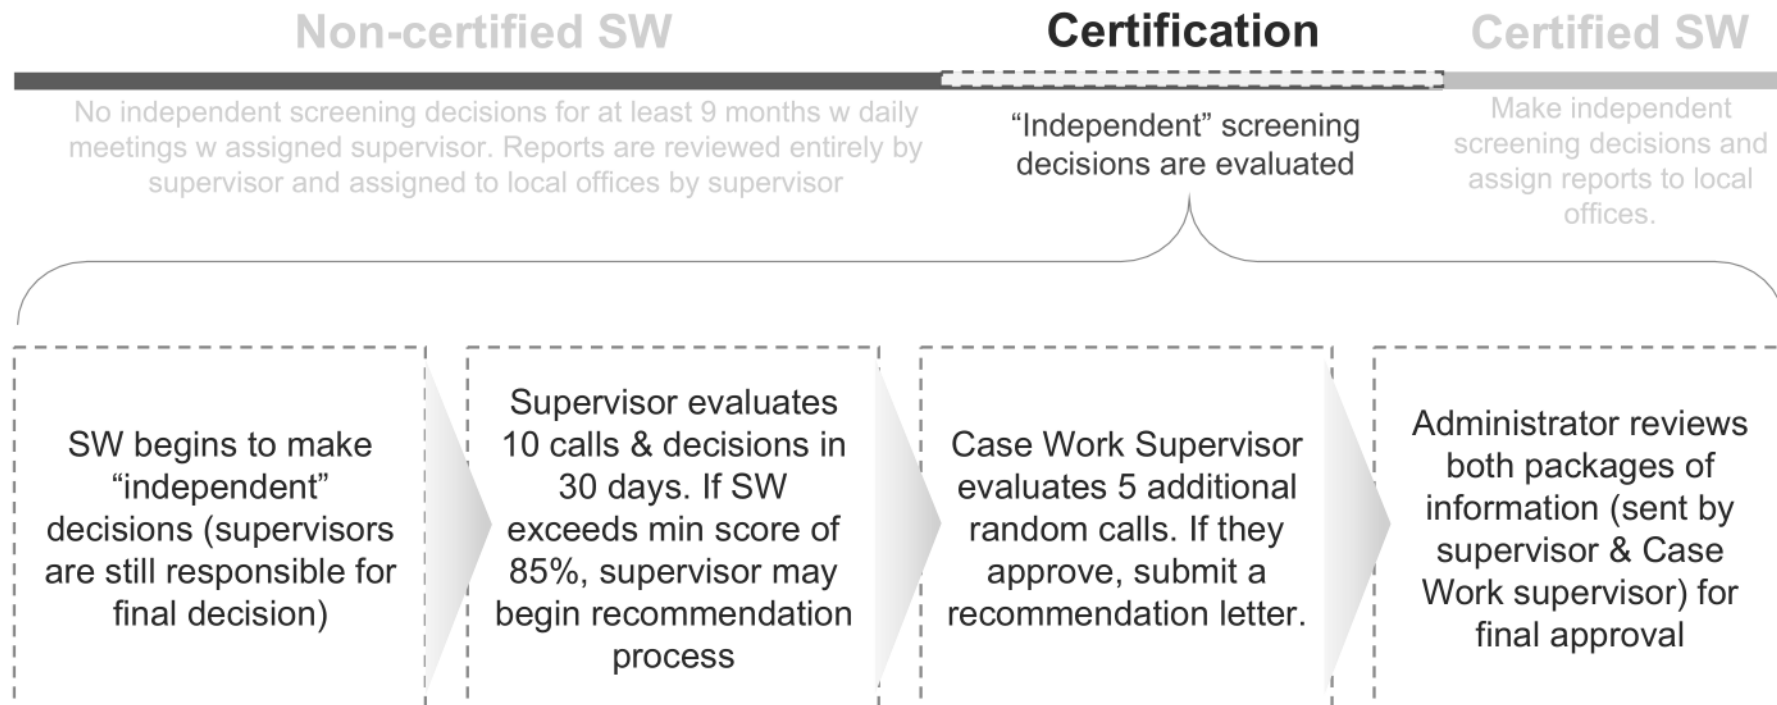 Non-certified SW
Certification
Certified SW
No independent screening decisions for at least 9 months w daily
meetings w assigned supervisor. Reports are reviewed entirely by
supervisor and assigned to local offices by supervisor
“Independent” screening
decisions are evaluated
Make independent
screening decisions and
assign reports to local
offices.
SW begins to make
“independent”
decisions (supervisors
are still responsible for
final decision)
Supervisor evaluates
10 calls & decisions in
30 days. If SW
exceeds min score of
85%, supervisor may
begin recommendation
process
Case Work Supervisor
evaluates 5 additional
random calls. If they
approve, submit a
recommendation letter.
Administrator reviews
both packages of
information (sent by
supervisor & Case
Work supervisor) for
final approval